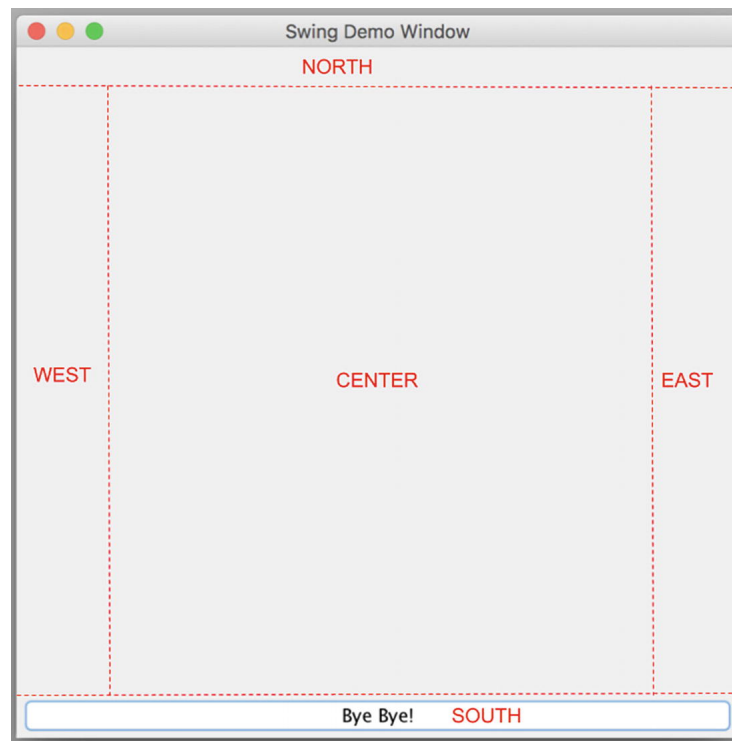 Swing Demo Window
NORTH
WEST
CENTER
EAST
Bye Bye! SOUTH